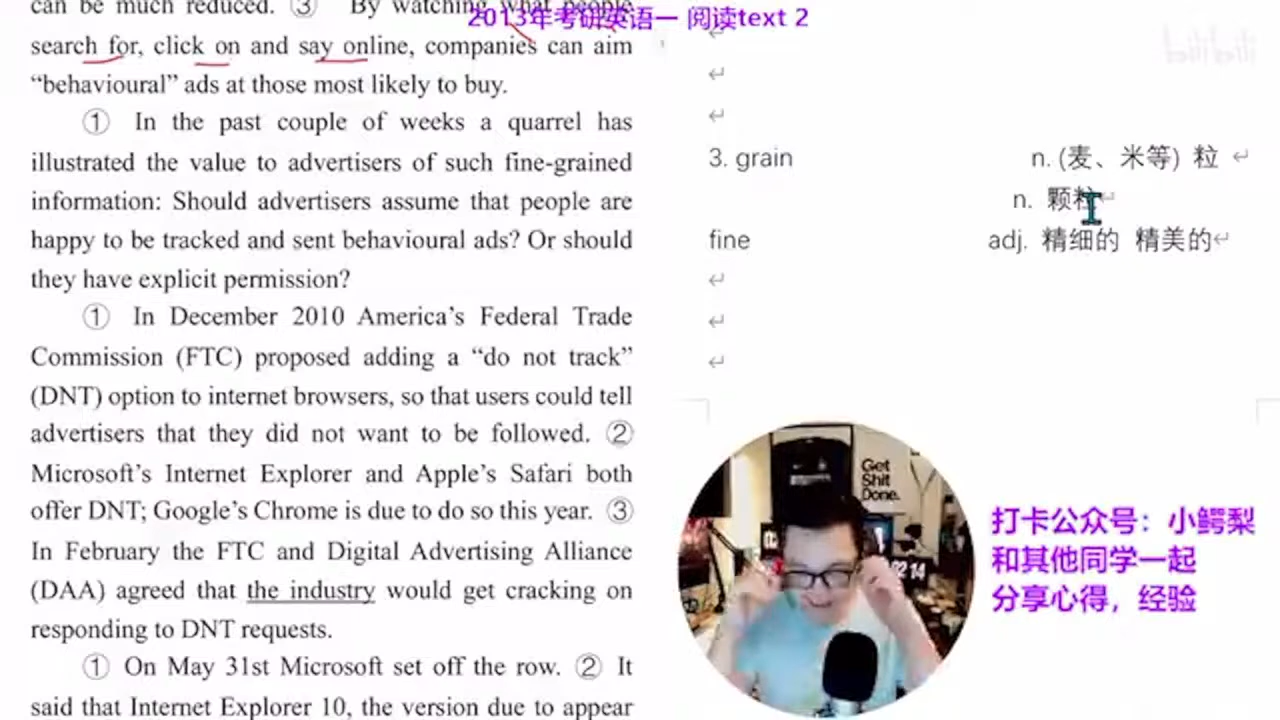 2013年考研英语一 阅读text 2
can be much reduced. ③ By watching what people
search for, click on and say online, companies can aim
“behavioural” ads at those most likely to buy.
① In the past couple of weeks a quarrel has
illustrated the value to advertisers of such fine-grained
information: Should advertisers assume that people are
happy to be tracked and sent behavioural ads? Or should
they have explicit permission?
① In December 2010 America’s Federal Trade
Commission (FTC) proposed adding a “do not track”
(DNT) option to internet browsers, so that users could tell
advertisers that they did not want to be followed. ②
Microsoft’s Internet Explorer and Apple’s Safari both
offer DNT; Google’s Chrome is due to do so this year. ③
In February the FTC and Digital Advertising Alliance
(DAA) agreed that the industry would get cracking on
responding to DNT requests.
① On May 31st Microsoft set off the row. ② It
said that Internet Explorer 10, the version due to appear
bilibili
3. grain n. (麦、米等) 粒
n. 颗粒
fine adj. 精细的 精美的
Get
Shit
Done.
02:14
打卡公众号：小鳄梨
和其他同学一起
分享心得，经验